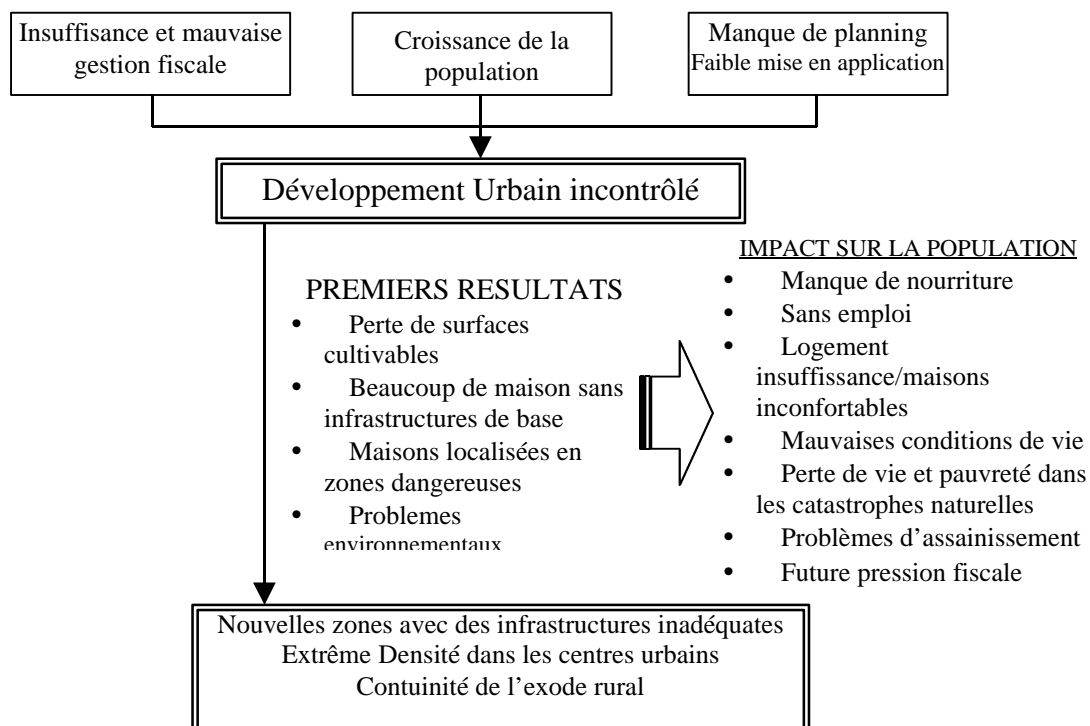 Insuffisance et mauvaise
gestion fiscale
Croissance de la
population
Manque de planning
Faible mise en application
Développement Urbain incontrôlé
PREMIERS RESULTATS
• Perte de surfaces
cultivables
• Beaucoup de maison sans
infrastructures de base
• Maisons localisées en
zones dangereuses
• Problemes
environnementaux
IMPACT SUR LA POPULATION
• Manque de nourriture
• Sans emploi
• Logement
insuffissance/maisons
inconfortables
• Mauvaises conditions de vie
• Perte de vie et pauvreté dans
les catastrophes naturelles
• Problèmes d’assainissement
• Future pression fiscale
Nouvelles zones avec des infrastructures inadéquates
Extrême Densité dans les centres urbains
Contuinité de l’exode rural